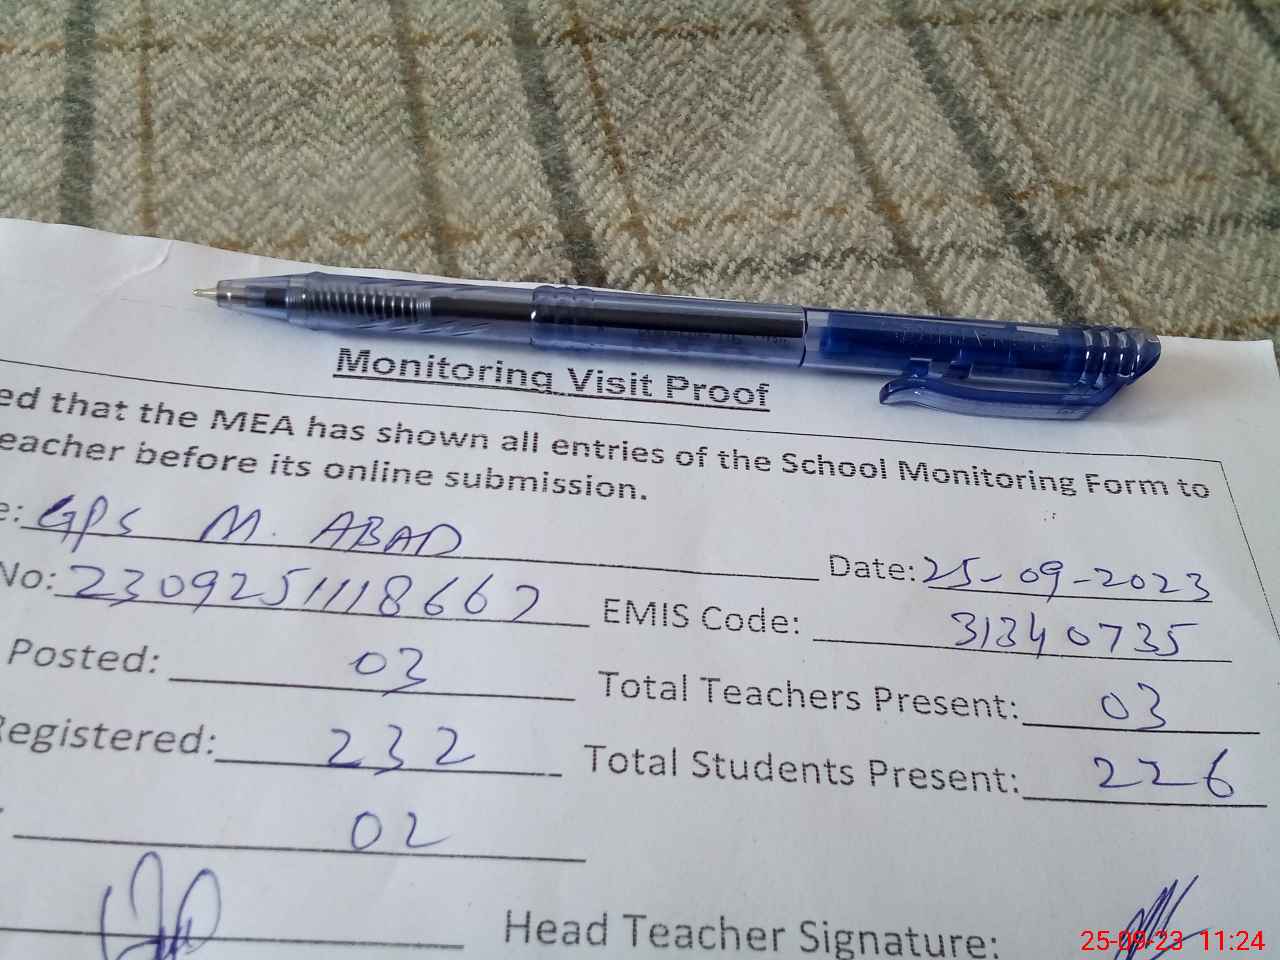 Monitoring Visit Proof
ed that the MEA has shown all entries of the School Monitoring Form to
eacher before its online submission.
e: GPS M. ABAD
Date: 25-09-2023
No: 2309251118662
EMIS Code: 31340735
Posted: 03
Total Teachers Present: 03
Registered: 232
Total Students Present: 226
02
Head Teacher Signature:
25-09-23 11:24